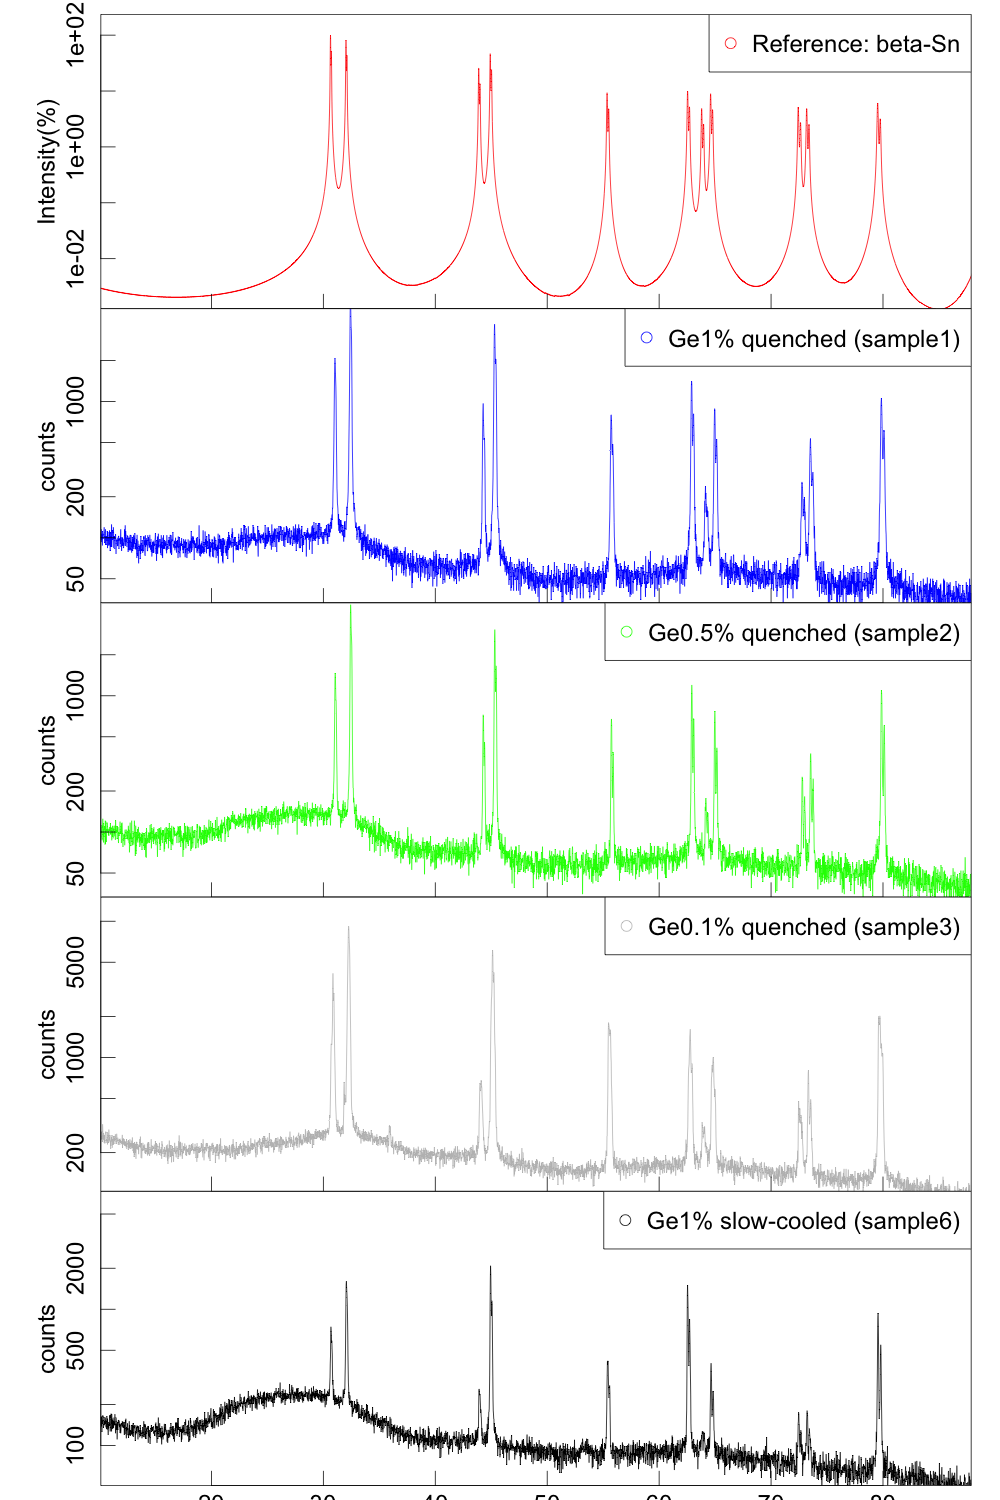 Reference: beta-Sn
Intensity(%)
1e+02
1e+00
1e-02
Ge1% quenched (sample1)
counts
1000
200
50
Ge0.5% quenched (sample2)
counts
1000
200
50
Ge0.1% quenched (sample3)
counts
5000
1000
200
Ge1% slow-cooled (sample6)
counts
2000
500
100